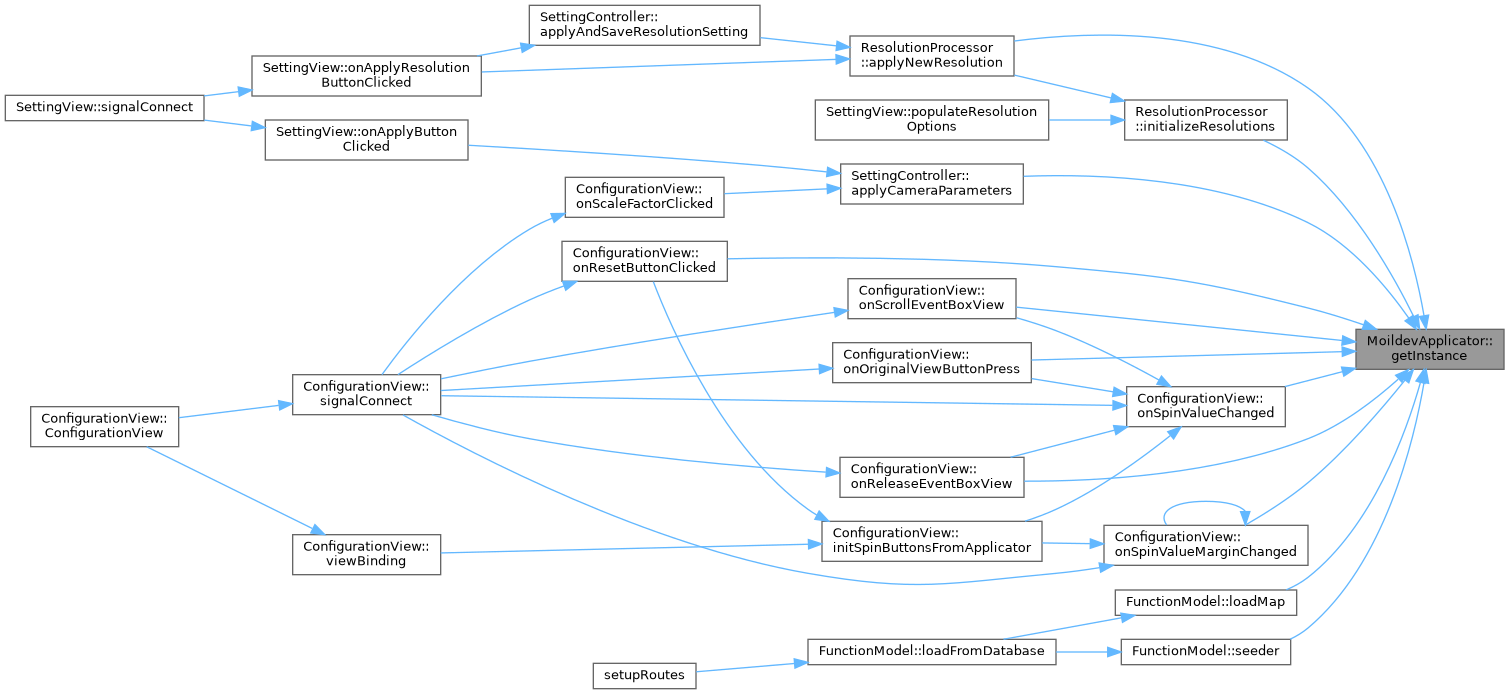 SettingController::
applyAndSaveResolutionSetting
ResolutionProcessor
::applyNewResolution
SettingView::onApplyResolution
ButtonClicked
SettingView::signalConnect
SettingView::populateResolution
Options
ResolutionProcessor
::initializeResolutions
SettingView::onApplyButton
Clicked
SettingController::
applyCameraParameters
ConfigurationView::
onScaleFactorClicked
ConfigurationView::
onResetButtonClicked
ConfigurationView::
onScrollEventBoxView
MoildevApplicator::
getInstance
ConfigurationView::
onOriginalViewButtonPress
ConfigurationView::
signalConnect
ConfigurationView::
onSpinValueChanged
ConfigurationView::
ConfigurationView
ConfigurationView::
onReleaseEventBoxView
ConfigurationView::
initSpinButtonsFromApplicator
ConfigurationView::
onSpinValueMarginChanged
ConfigurationView::
viewBinding
FunctionModel::loadMap
FunctionModel::loadFromDatabase
FunctionModel::seeder
setupRoutes